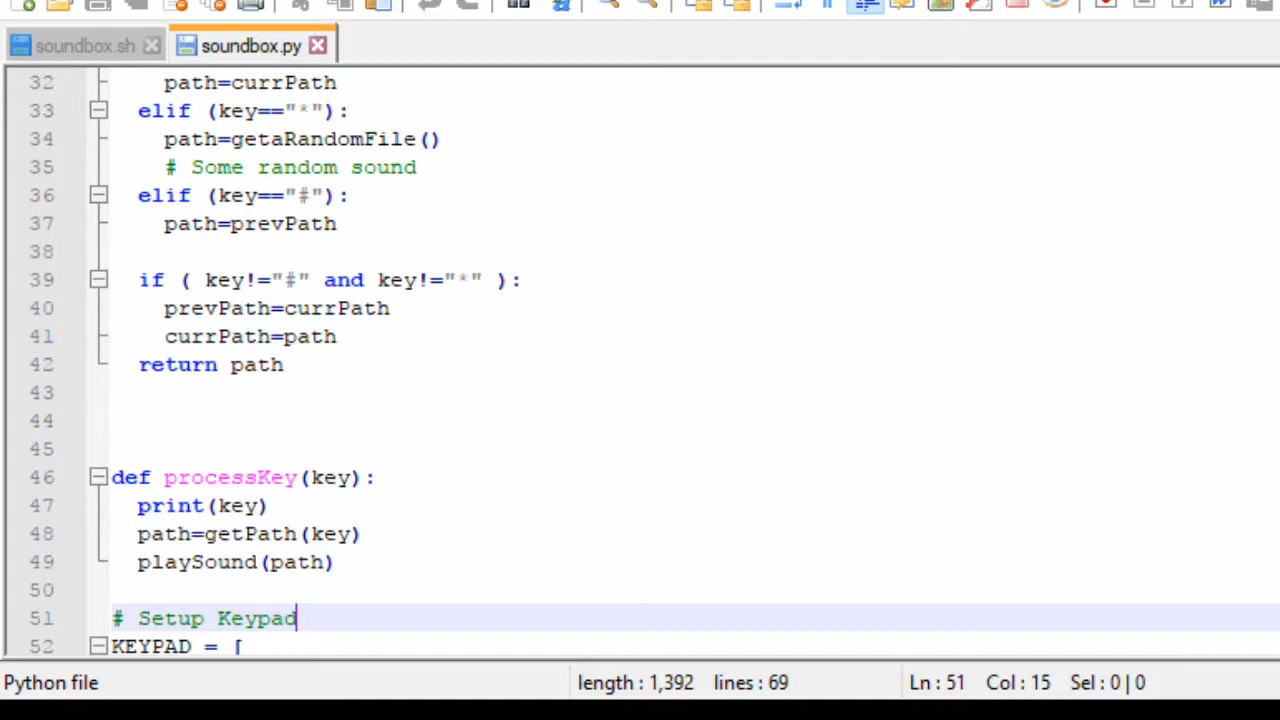 soundbox.sh soundbox.py
32 path=currPath
33 elif (key=="*"):
34 path=getaRandomFile()
35 # Some random sound
36 elif (key=="#"):
37 path=prevPath
38
39 if ( key!="#" and key!="*" ):
40 prevPath=currPath
41 currPath=path
42 return path
43
44
45
46 def processKey(key):
47 print(key)
48 path=getPath(key)
49 playSound(path)
50
51 # Setup Keypad
52 KEYPAD = [
Python file length : 1,392 lines : 69 Ln : 51 Col : 15 Sel : 0 | 0